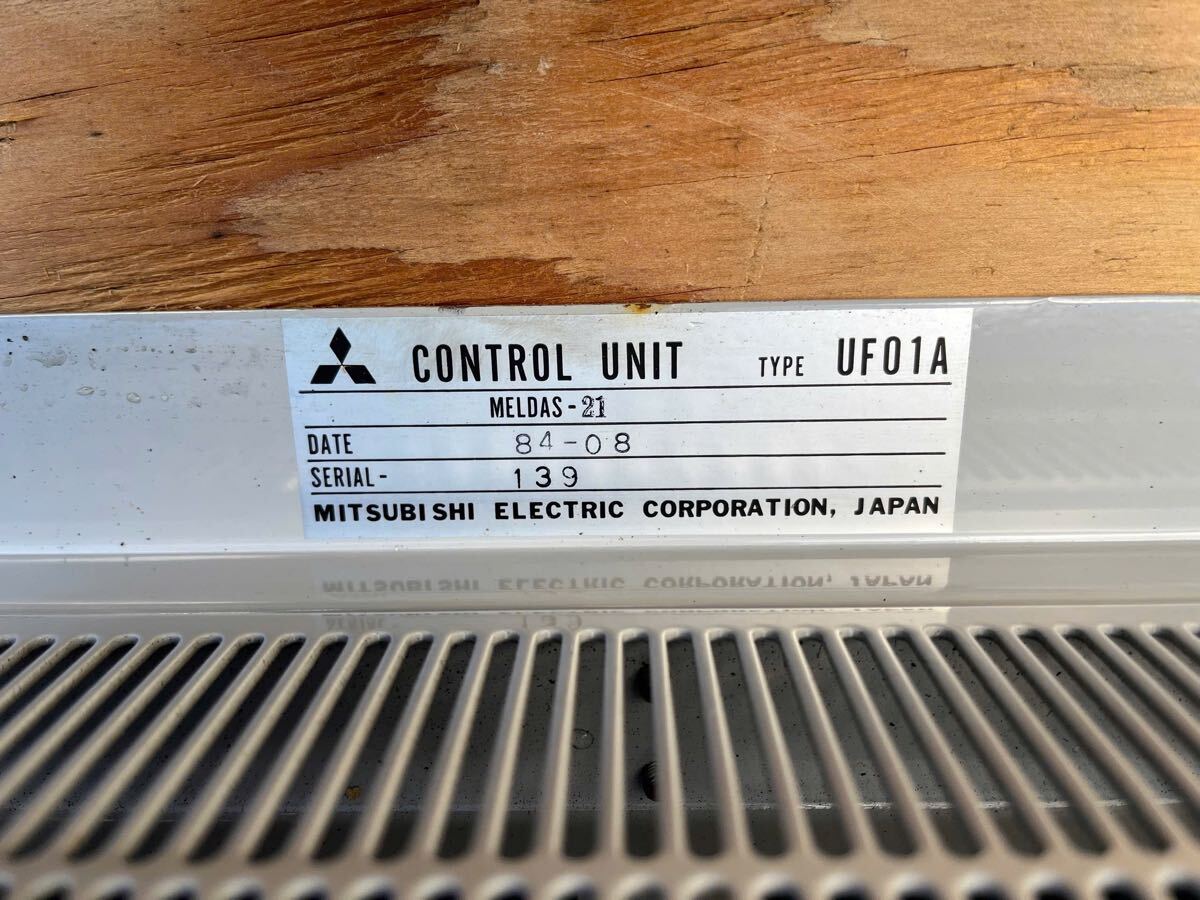 CONTROL UNIT TYPE UF01A
MELDAS-21
DATE 84-08
SERIAL- 139
MITSUBISHI ELECTRIC CORPORATION, JAPAN